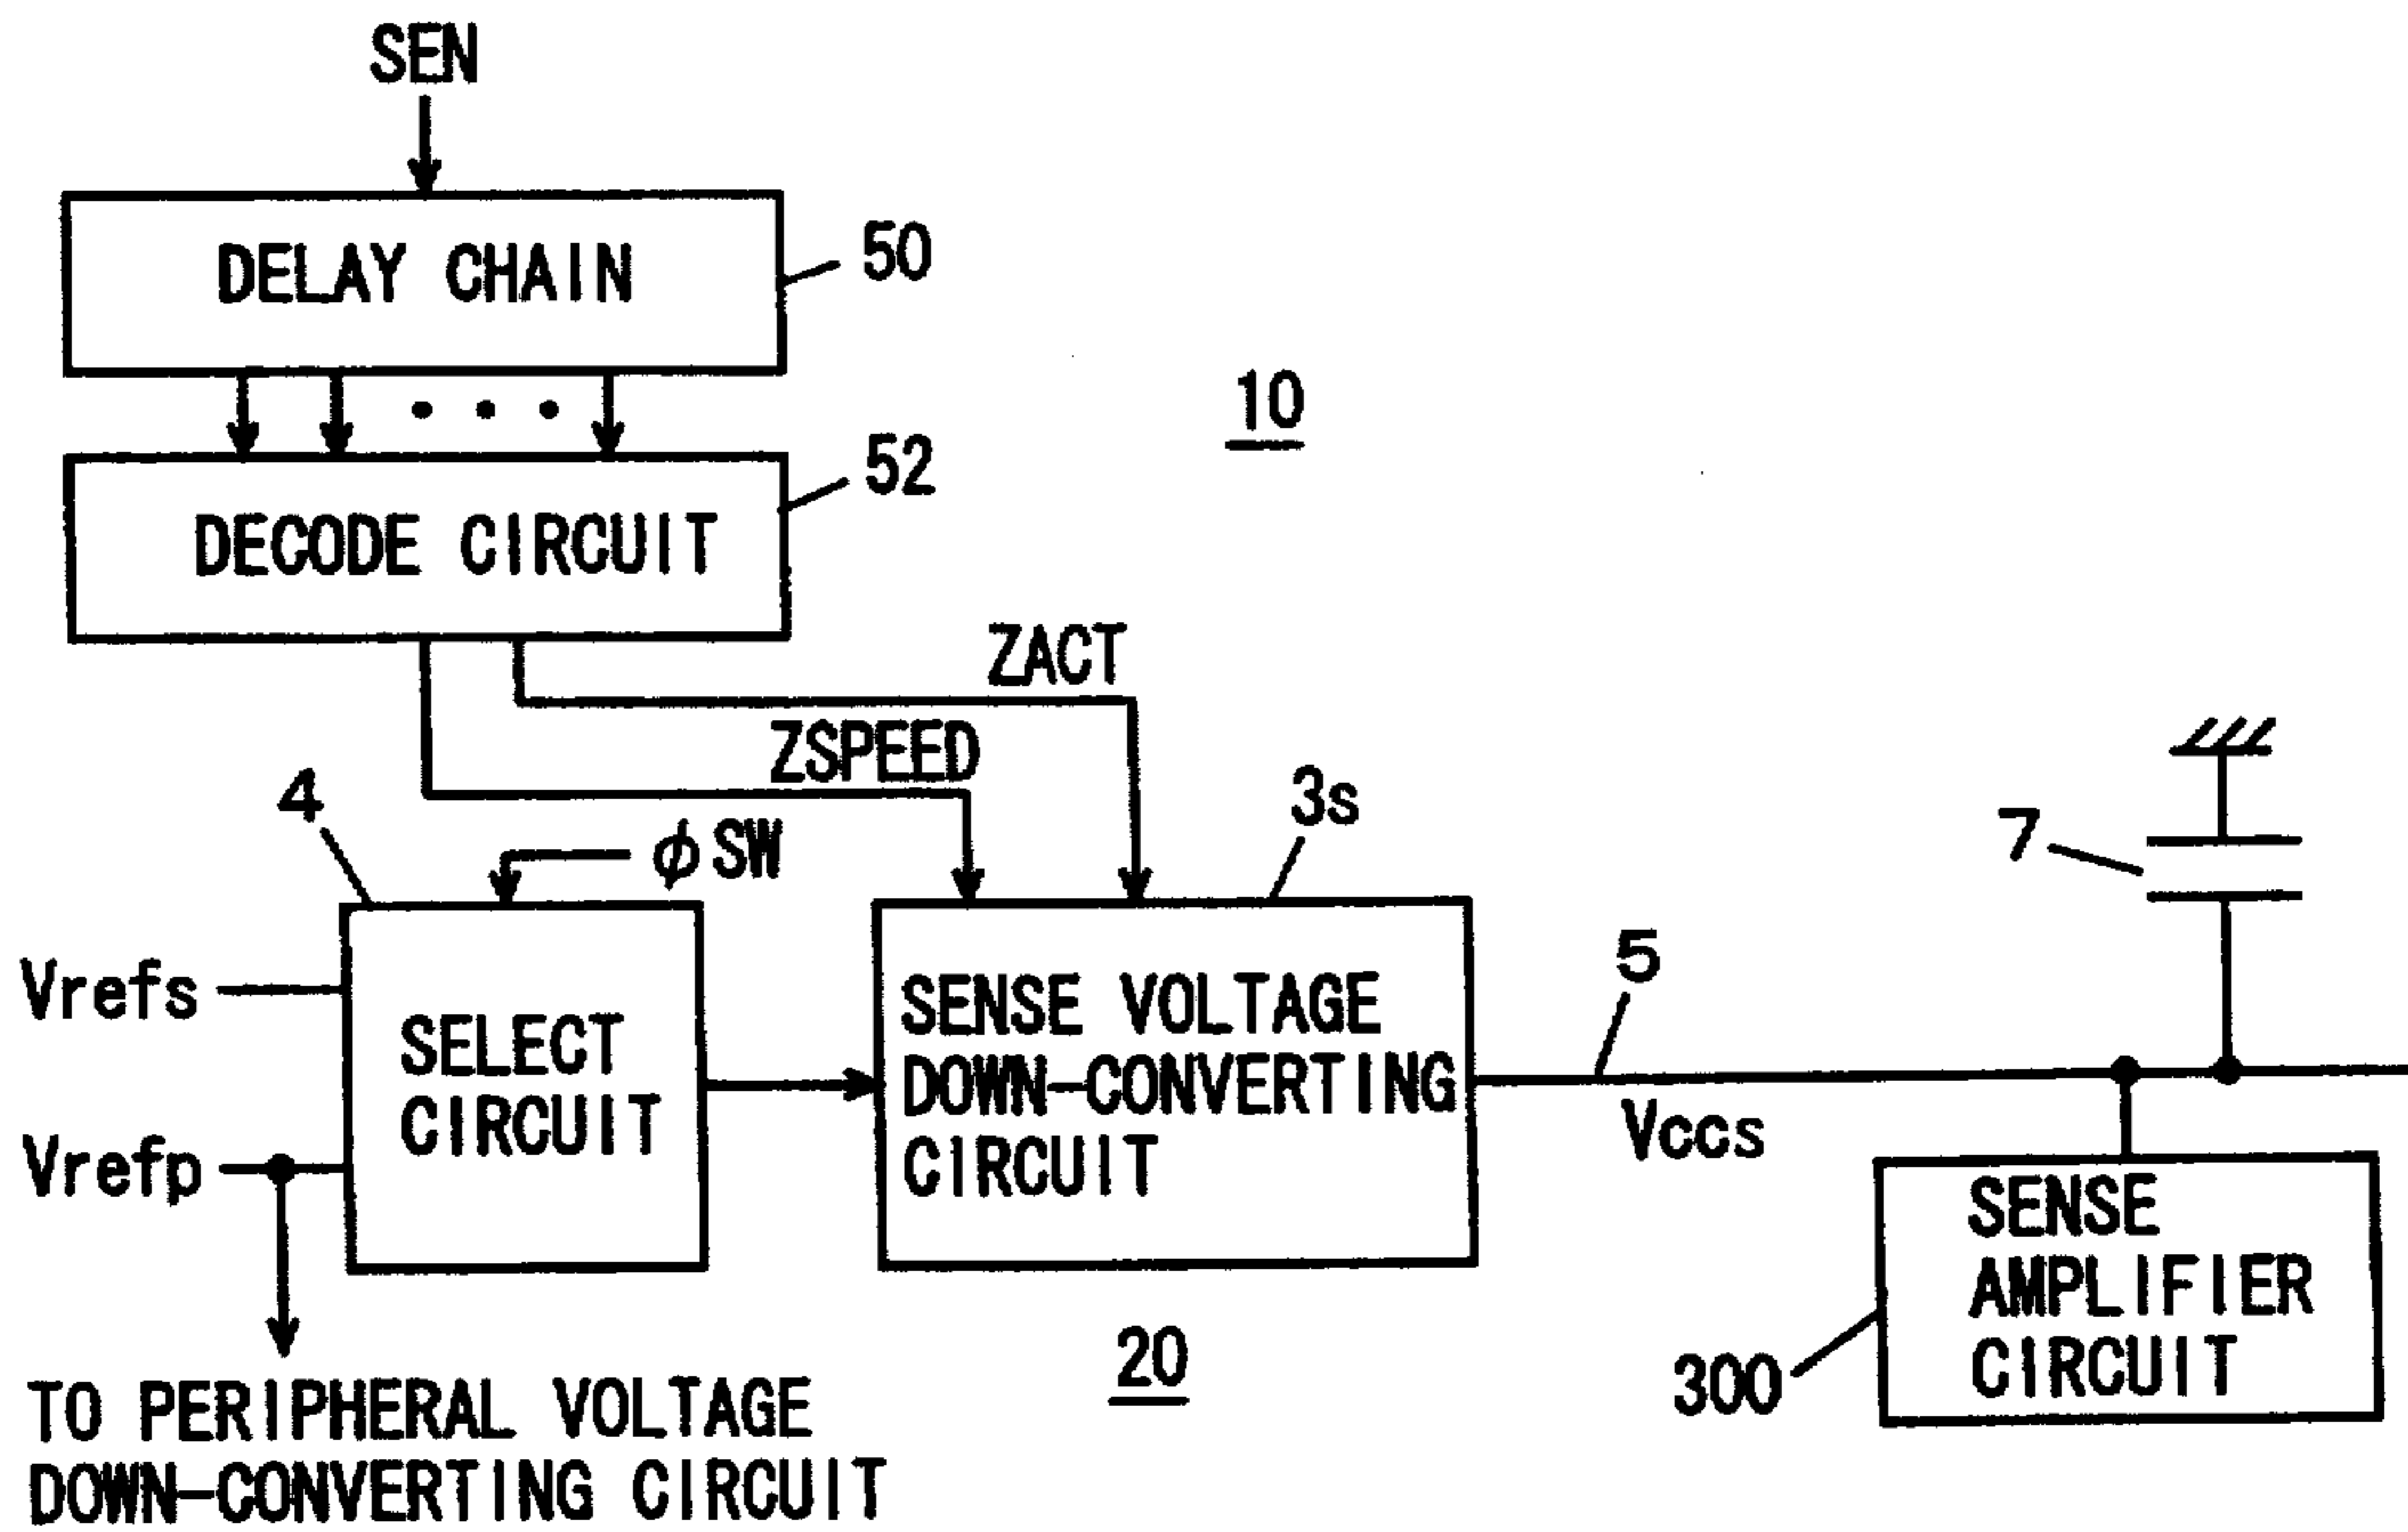 SEN
DELAY CHAIN
50
10
52
DECODE CIRCUIT
ZACT
ZSPEED
4
φSW
3s
7
Vrefs
SELECT
CIRCUIT
SENSE VOLTAGE
DOWN-CONVERTING
CIRCUIT
5
Vccs
Vrefp
SENSE
AMPLIFIER
CIRCUIT
300
20
TO PERIPHERAL VOLTAGE
DOWN-CONVERTING CIRCUIT